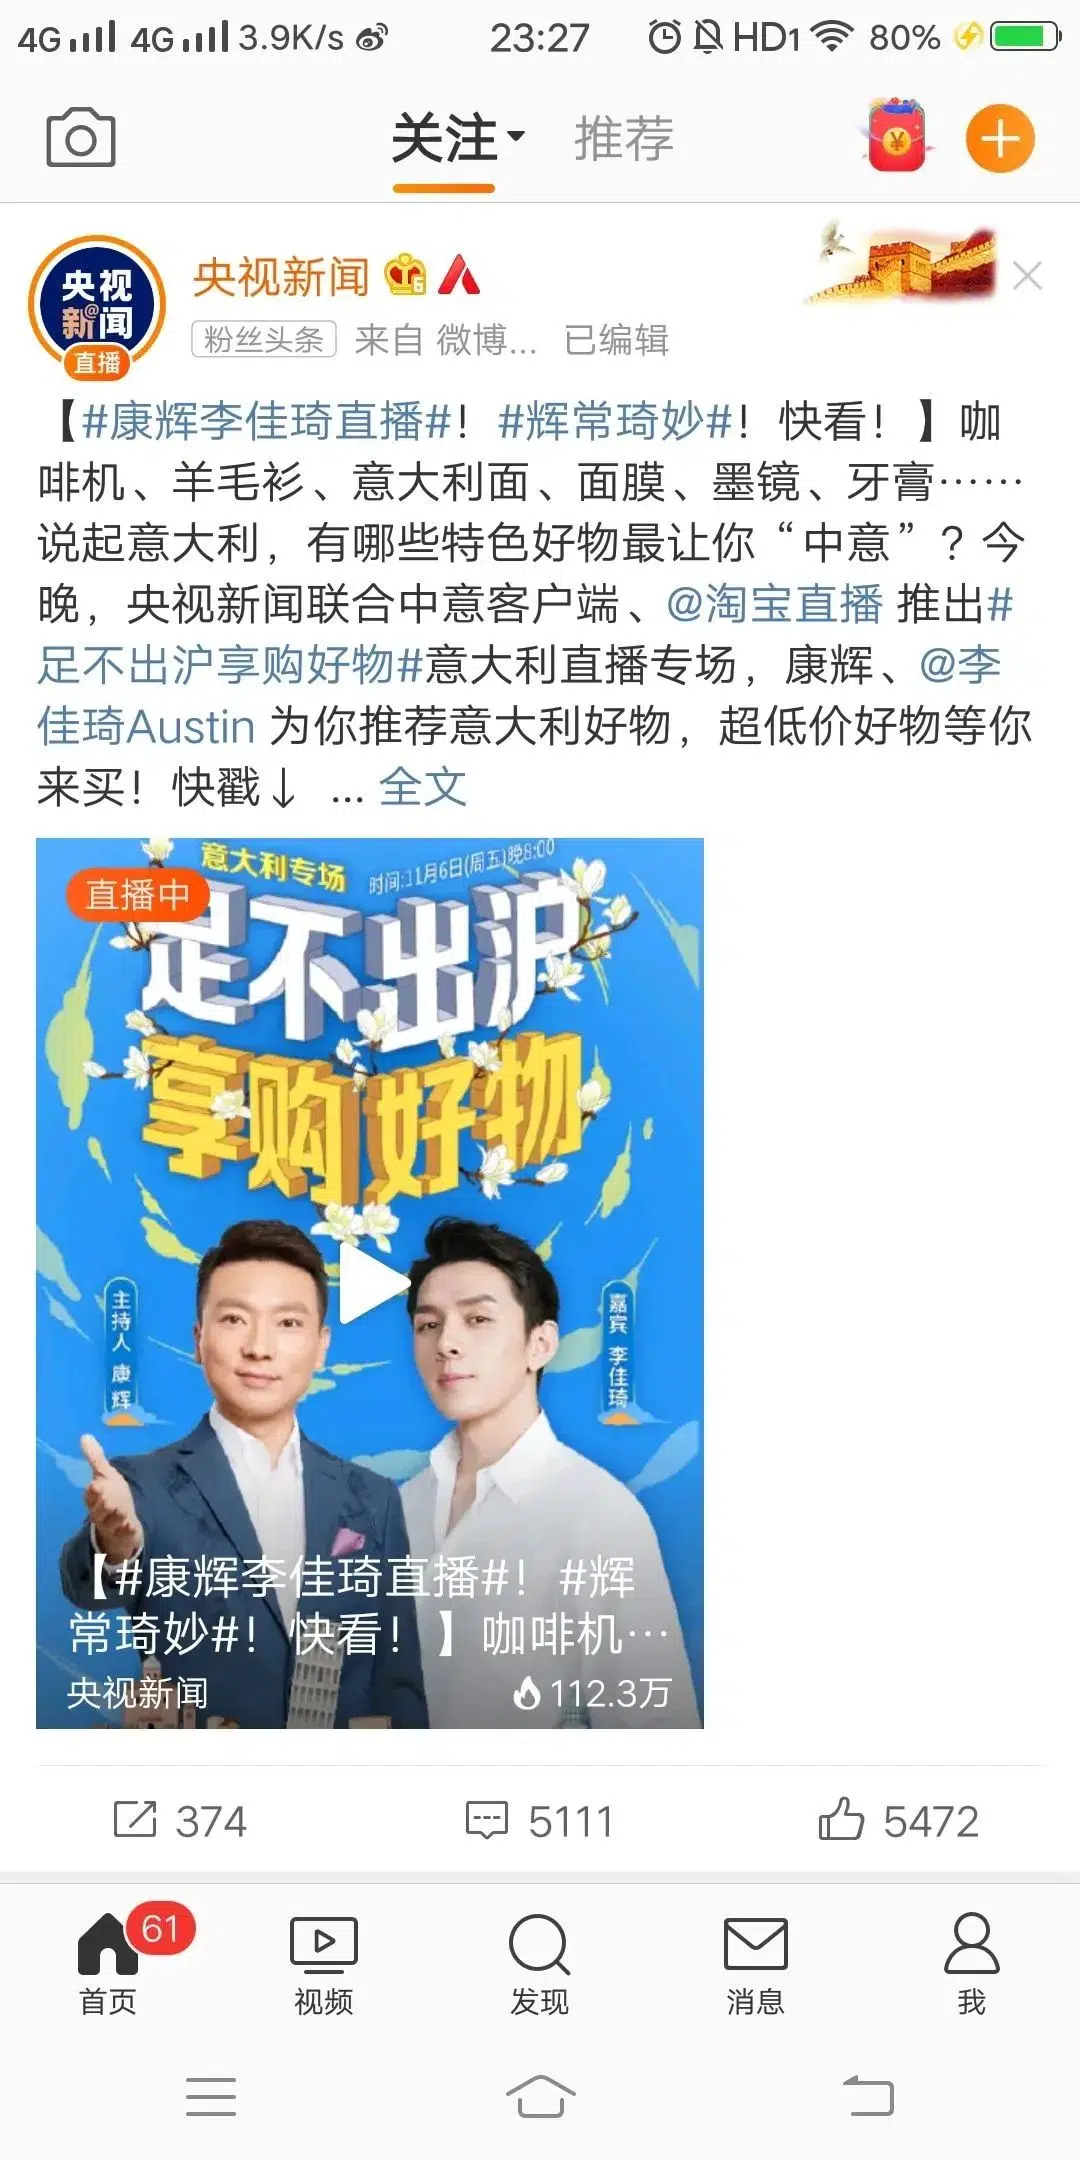 4G 4G 3.9K/s 23:27 HD1 80%
关注 推荐
¥
央视新闻 6
央视
新@闻
直播
粉丝头条 来自 微博... 已编辑
【#康辉李佳琦直播#！#辉常琦妙#！快看！】咖
啡机、羊毛衫、意大利面、面膜、墨镜、牙膏……
说起意大利，有哪些特色好物最让你“中意”？今
晚，央视新闻联合中意客户端、@淘宝直播 推出#
足不出沪享购好物#意大利直播专场，康辉、@李
佳琦Austin 为你推荐意大利好物，超低价好物等你
来买！快戳↓ ... 全文
意大利专场 时间:11月6日(周五)晚8:00
直播中
足不出沪
享购好物
主持人 康辉
嘉宾 李佳琦
【#康辉李佳琦直播#！#辉
常琦妙#！快看！】咖啡机…
央视新闻 112.3万
374 5111 5472
61
首页 视频 发现 消息 我